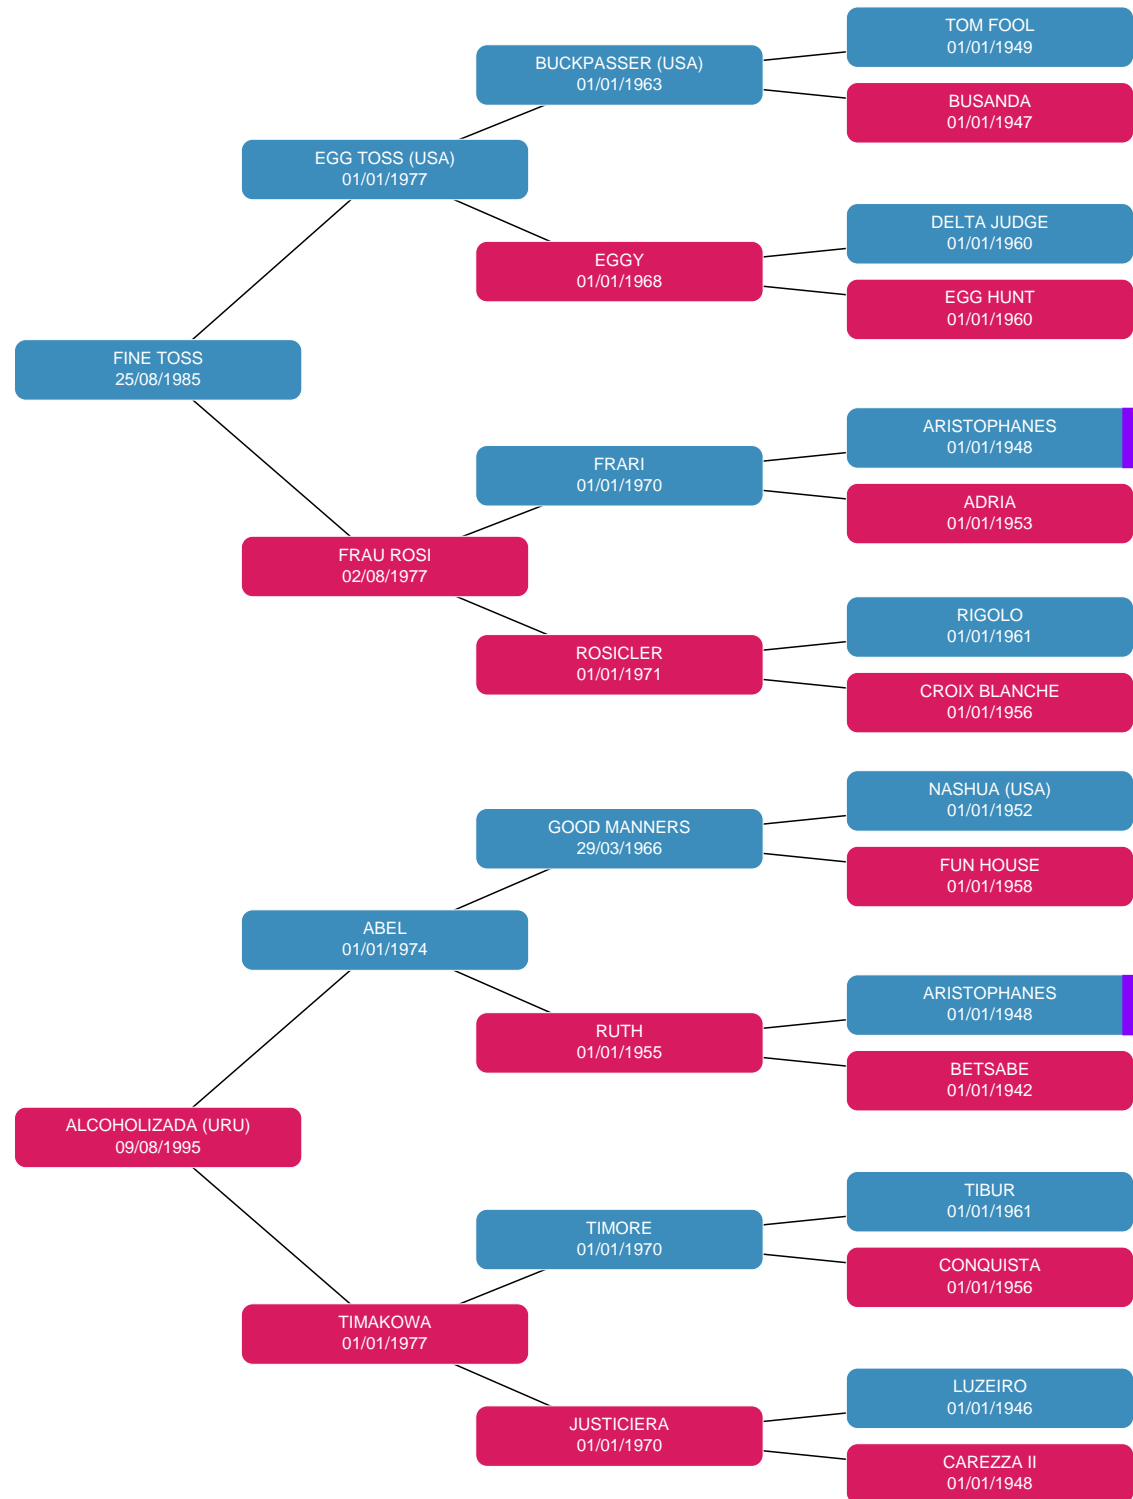 TOM FOOL
01/01/1949
BUCKPASSER (USA)
01/01/1963
BUSANDA
01/01/1947
EGG TOSS (USA)
01/01/1977
DELTA JUDGE
01/01/1960
EGGY
01/01/1968
EGG HUNT
01/01/1960
FINE TOSS
25/08/1985
ARISTOPHANES
01/01/1948
FRARI
01/01/1970
ADRIA
01/01/1953
FRAU ROSI
02/08/1977
RIGOLO
01/01/1961
ROSICLER
01/01/1971
CROIX BLANCHE
01/01/1956
NASHUA (USA)
01/01/1952
GOOD MANNERS
29/03/1966
FUN HOUSE
01/01/1958
ABEL
01/01/1974
ARISTOPHANES
01/01/1948
RUTH
01/01/1955
BETSABE
01/01/1942
ALCOHOLIZADA (URU)
09/08/1995
TIBUR
01/01/1961
TIMORE
01/01/1970
CONQUISTA
01/01/1956
TIMAKOWA
01/01/1977
LUZEIRO
01/01/1946
JUSTICIERA
01/01/1970
CAREZZA II
01/01/1948